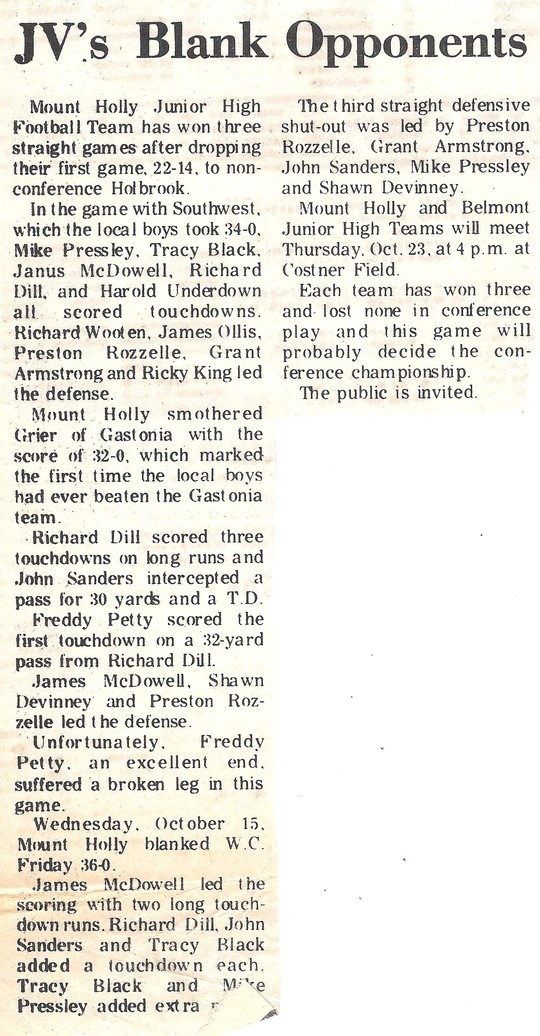 JV's Blank Opponents
Mount Holly Junior High
Football Team has won three
straight games after dropping
their first game, 22-14, to non-
conference Holbrook.
In the game with Southwest,
which the local boys took 34-0,
Mike Pressley, Tracy Black,
Janus McDowell, Richard
Dill, and Harold Underdown
all scored touchdowns.
Richard Wooten, James Ollis,
Preston Rozzelle, Grant
Armstrong and Ricky King led
the defense.
Mount Holly smothered
Grier of Gastonia with the
score of 32-0, which marked
the first time the local boys
had ever beaten the Gastonia
team.
Richard Dill scored three
touchdowns on long runs and
John Sanders intercepted a
pass for 30 yards and a T.D.
Freddy Petty scored the
first touchdown on a 32-yard
pass from Richard Dill.
James McDowell, Shawn
Devinney and Preston Roz-
zelle led the defense.
Unfortunately, Freddy
Petty, an excellent end,
suffered a broken leg in this
game.
Wednesday, October 15,
Mount Holly blanked W.C.
Friday 36-0.
James McDowell led the
scoring with two long touch-
down runs. Richard Dill, John
Sanders and Tracy Black
added a touchdown each.
Tracy Black and Mike
Pressley added extra
The third straight defensive
shut-out was led by Preston
Rozzelle, Grant Armstrong,
John Sanders, Mike Pressley
and Shawn Devinney.
Mount Holly and Belmont
Junior High Teams will meet
Thursday, Oct. 23, at 4 p.m. at
Costner Field.
Each team has won three
and lost none in conference
play and this game will
probably decide the con-
ference championship.
The public is invited.